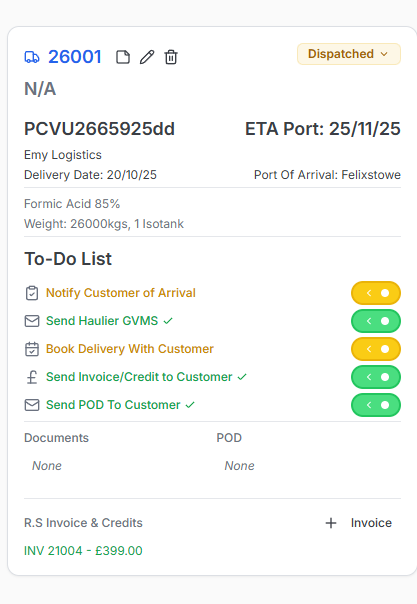 26001
Dispatched
N/A
PCVU2665925dd
ETA Port: 25/11/25
Emy Logistics
Delivery Date: 20/10/25
Port Of Arrival: Felixstowe
Formic Acid 85%
Weight: 26000kgs, 1 Isotank
To-Do List
Notify Customer of Arrival
Send Haulier GVMS ✓
Book Delivery With Customer
£ Send Invoice/Credit to Customer ✓
Send POD To Customer ✓
Documents
POD
None
None
R.S Invoice & Credits
+ Invoice
INV 21004 - £399.00